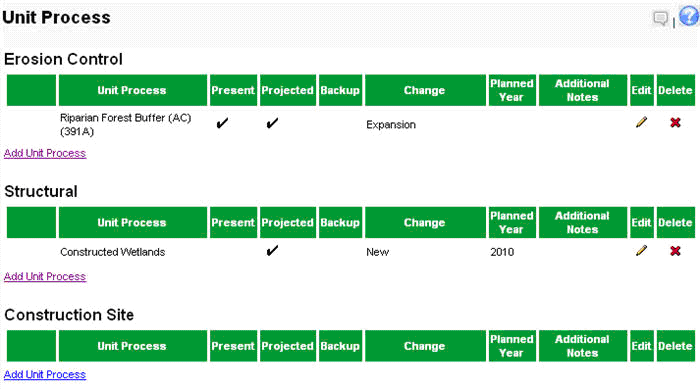 Unit Process
Erosion Control
Unit Process Present Projected Backup Change Planned Year Additional Notes Edit Delete
Riparian Forest Buffer (AC) (391A) ✔ ✔ Expansion
Add Unit Process
Structural
Unit Process Present Projected Backup Change Planned Year Additional Notes Edit Delete
Constructed Wetlands ✔ New 2010
Add Unit Process
Construction Site
Unit Process Present Projected Backup Change Planned Year Additional Notes Edit Delete
Add Unit Process